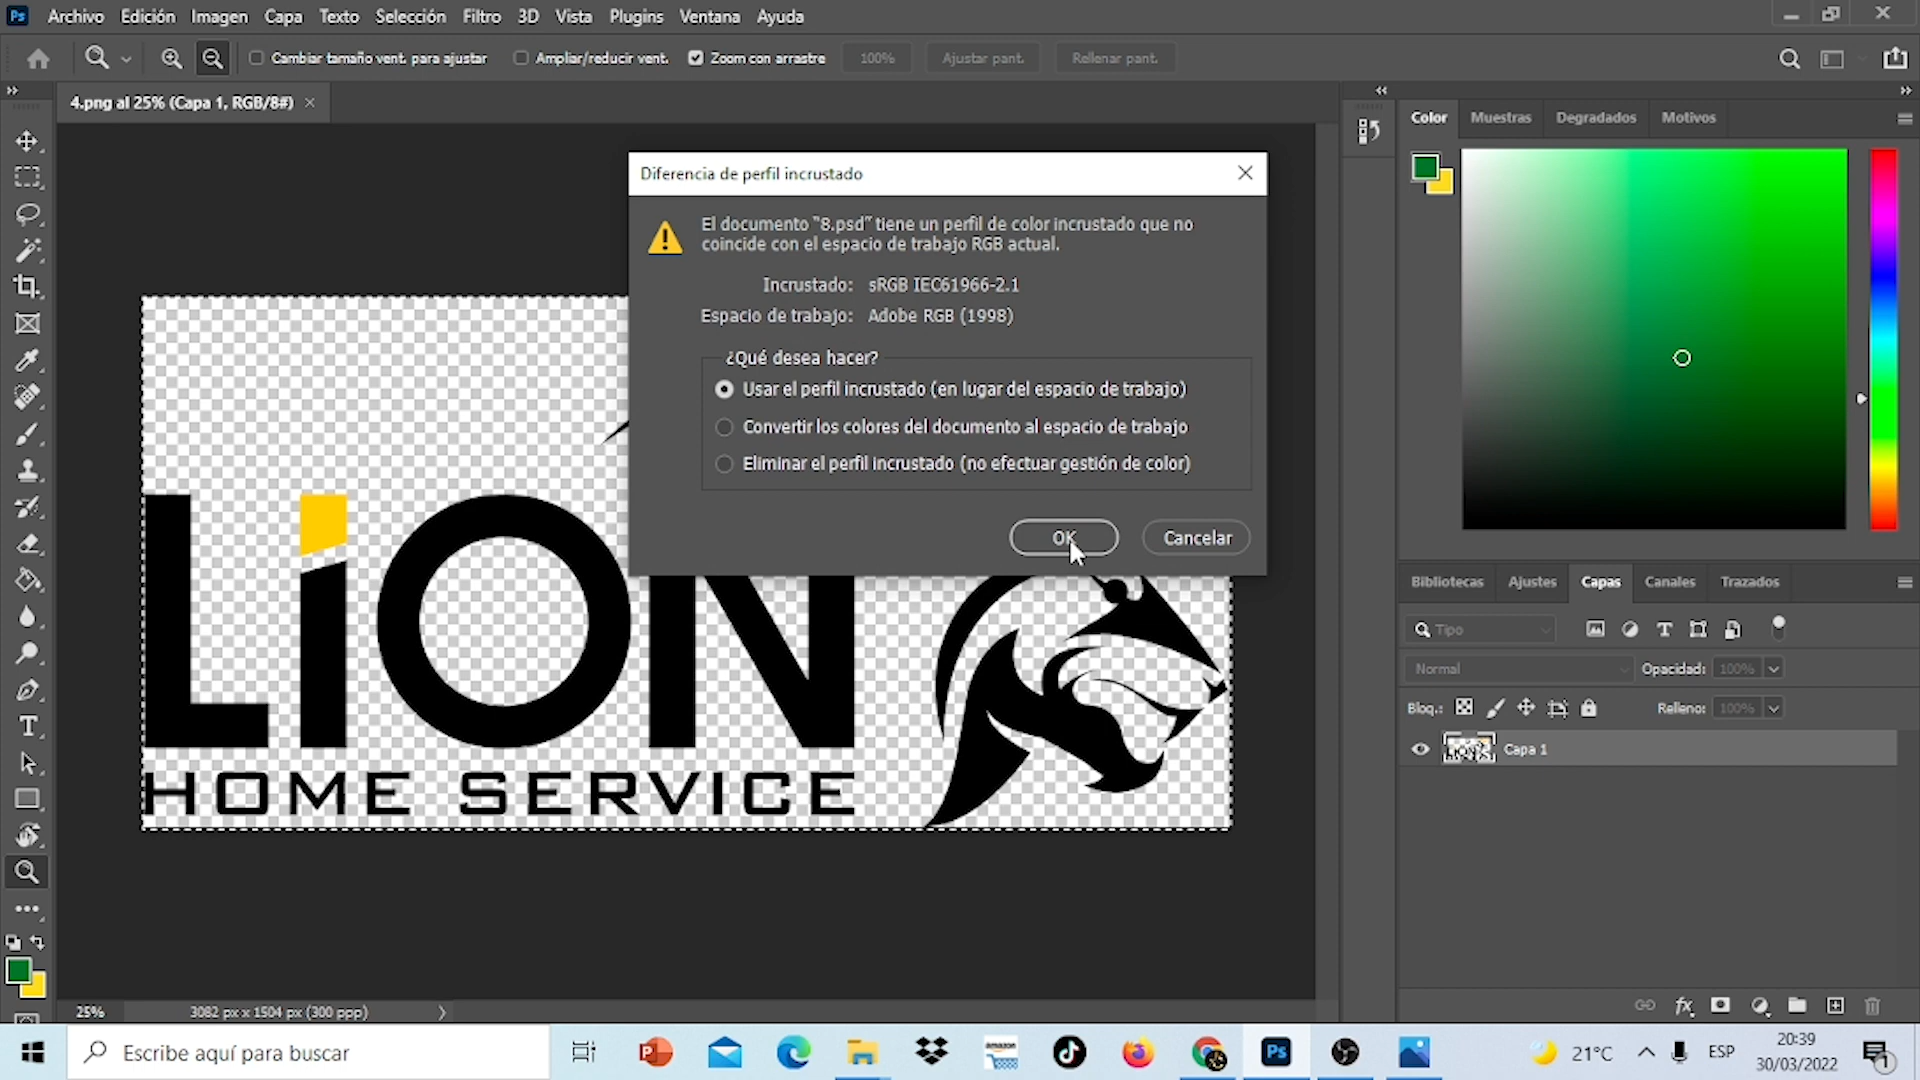 Ps Archivo Edición Imagen Capa Texto Selección Filtro 3D Vista Plugins Ventana Ayuda
Cambiar tamaño vent. para ajustar Ampliar/reducir vent. Zoom con arrastre 100% Ajustar pant. Rellenar pant.
4.png al 25% (Capa 1, RGB/8#)
Color Muestras Degradados Motivos
Diferencia de perfil incrustado
El documento "8.psd" tiene un perfil de color incrustado que no
coincide con el espacio de trabajo RGB actual.
Incrustado: sRGB IEC61966-2.1
Espacio de trabajo: Adobe RGB (1998)
¿Qué desea hacer?
Usar el perfil incrustado (en lugar del espacio de trabajo)
Convertir los colores del documento al espacio de trabajo
Eliminar el perfil incrustado (no efectuar gestión de color)
OK Cancelar
LiON
HOME SERVICE
Bibliotecas Ajustes Capas Canales Trazados
Tipo
Normal Opacidad: 100%
Bloq.: Relleno: 100%
Capa 1
25% 3082 px x 1504 px (300 ppp)
Escribe aquí para buscar
amazon
Ps
21°C
ESP
20:39
30/03/2022
1